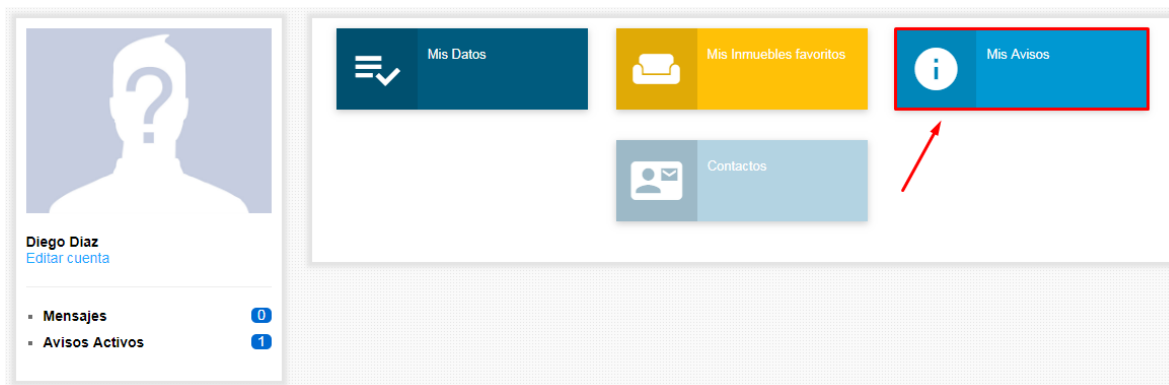 Mis Datos
Mis Inmuebles favoritos
Mis Avisos
Contactos
Diego Diaz
Editar cuenta
Mensajes 0
Avisos Activos 1